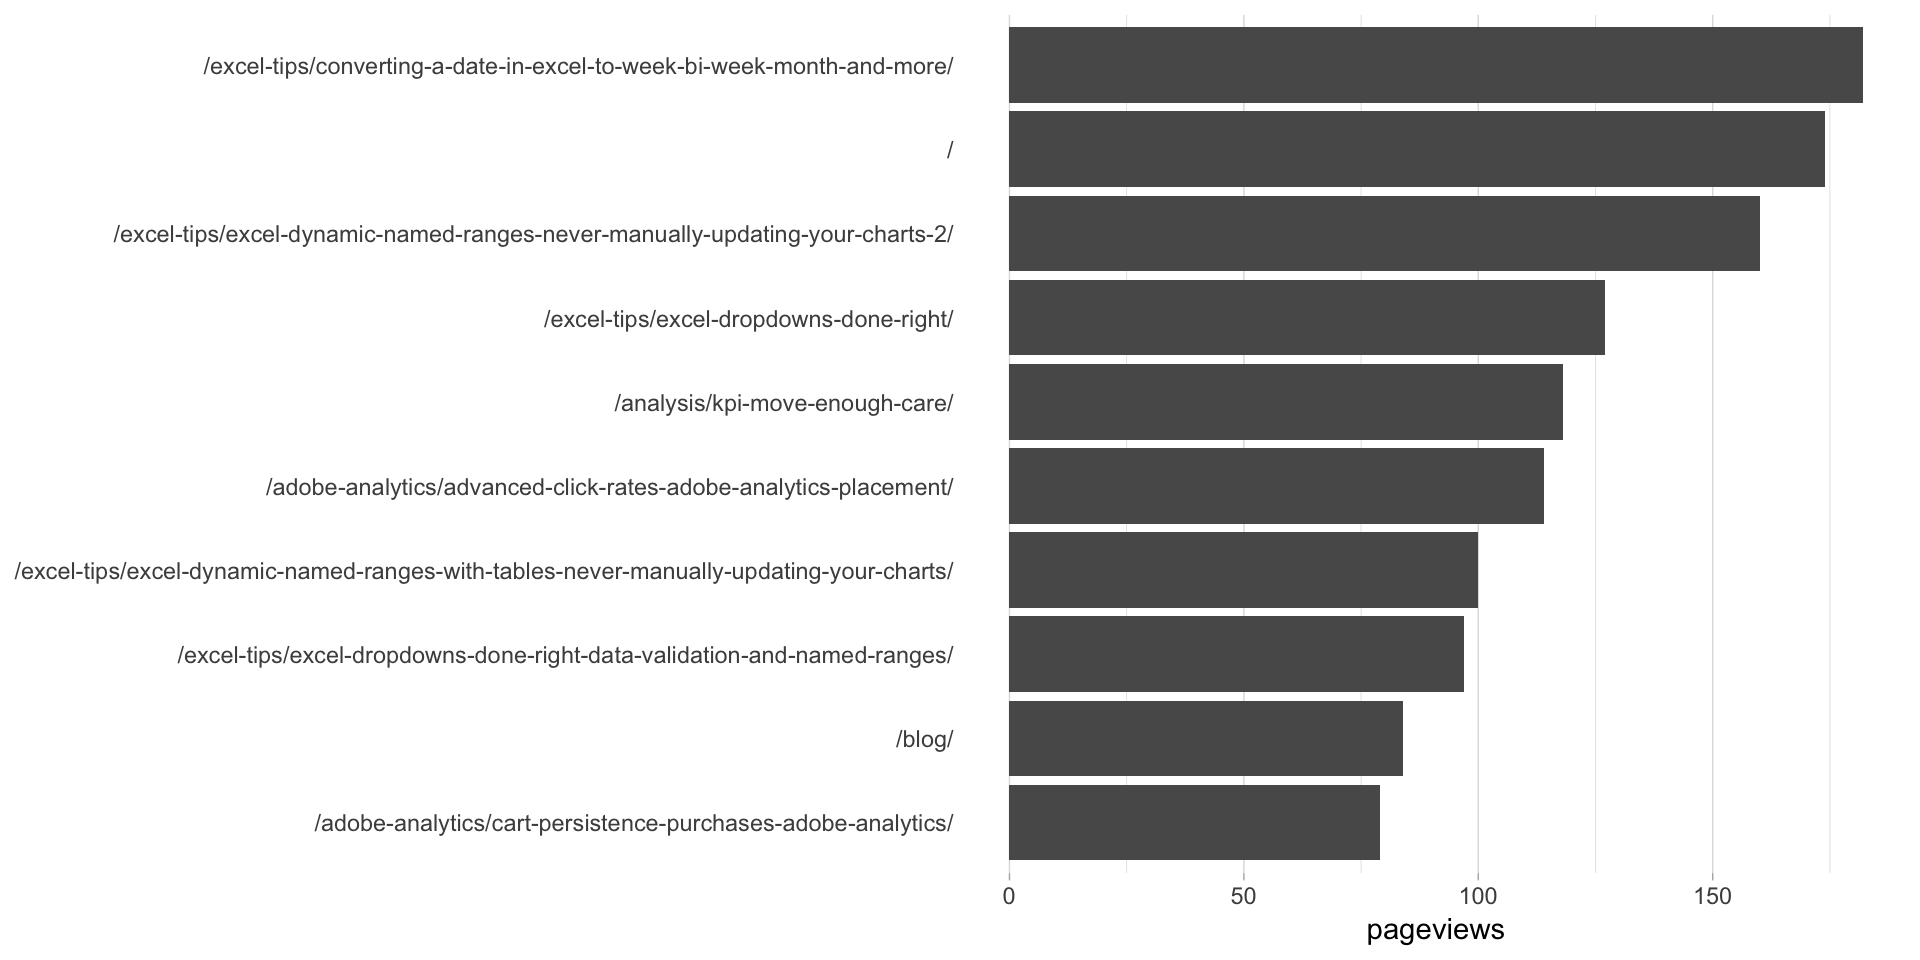 /excel-tips/converting-a-date-in-excel-to-week-bi-week-month-and-more/
/
/excel-tips/excel-dynamic-named-ranges-never-manually-updating-your-charts-2/
/excel-tips/excel-dropdowns-done-right/
/analysis/kpi-move-enough-care/
/adobe-analytics/advanced-click-rates-adobe-analytics-placement/
/excel-tips/excel-dynamic-named-ranges-with-tables-never-manually-updating-your-charts/
/excel-tips/excel-dropdowns-done-right-data-validation-and-named-ranges/
/blog/
/adobe-analytics/cart-persistence-purchases-adobe-analytics/
0 50 100 150
pageviews